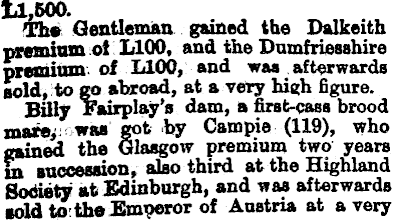 L1,500.
The Gentleman gained the Dalkeith
premium of L100, and the Dumfriesshire
premium of L100, and was afterwards
sold, to go abroad, at a very high figure.
Billy Fairplay's dam, a first-cass brood
mare, was got by Campie (119), who
gained the Glasgow premium two years
in succession, also third at the Highland
Society at Edinburgh, and was afterwards
sold to the Emperor of Austria at a very